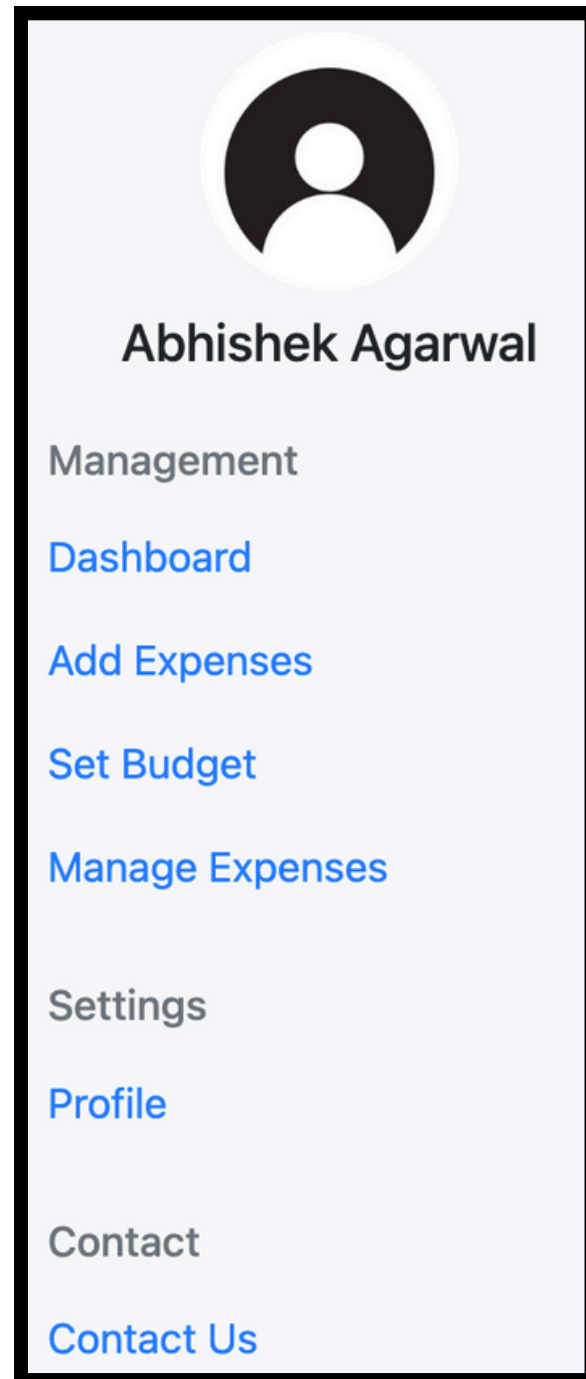 Abhishek Agarwal
Management
Dashboard
Add Expenses
Set Budget
Manage Expenses
Settings
Profile
Contact
Contact Us